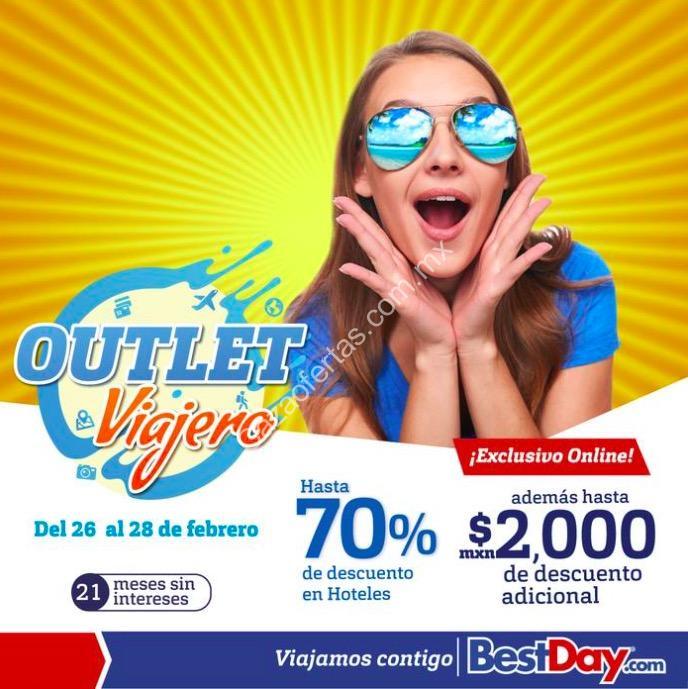 OUTLET
Viajero
Del 26 al 28 de febrero
21 meses sin
intereses
Hasta
70%
de descuento
en Hoteles
¡Exclusivo Online!
además hasta
$2,000
mxn
de descuento
adicional
Viajamos contigo
BestDay.com